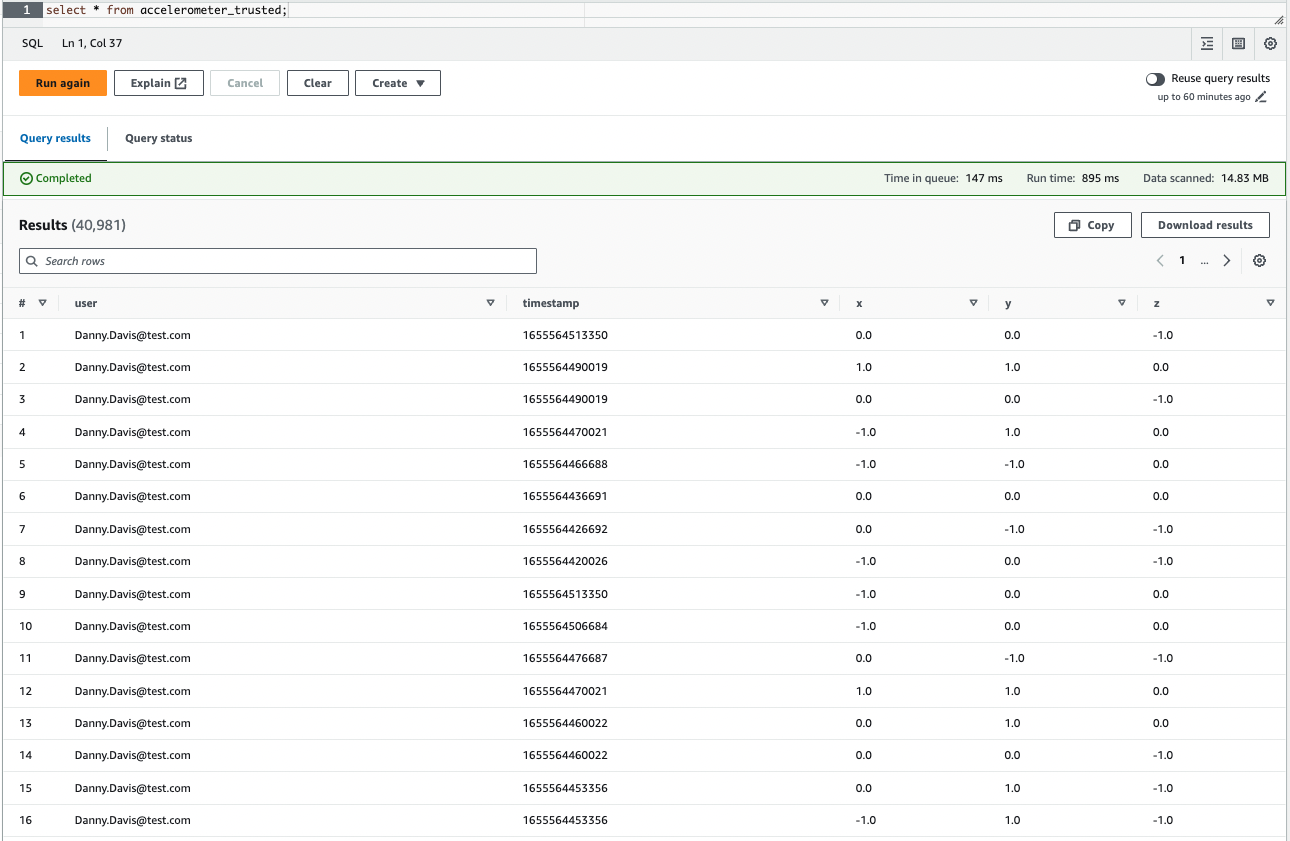 1 select * from accelerometer_trusted;
SQL Ln 1, Col 37
Run again Explain Cancel Clear Create Reuse query results
up to 60 minutes ago
Query results Query status
Completed Time in queue: 147 ms Run time: 895 ms Data scanned: 14.83 MB
Results (40,981) Copy Download results
Search rows 1 ...
# user timestamp x y z
1 Danny.Davis@test.com 1655564513350 0.0 0.0 -1.0
2 Danny.Davis@test.com 1655564490019 1.0 1.0 0.0
3 Danny.Davis@test.com 1655564490019 0.0 0.0 -1.0
4 Danny.Davis@test.com 1655564470021 -1.0 1.0 0.0
5 Danny.Davis@test.com 1655564466688 -1.0 -1.0 0.0
6 Danny.Davis@test.com 1655564436691 0.0 0.0 0.0
7 Danny.Davis@test.com 1655564426692 0.0 -1.0 -1.0
8 Danny.Davis@test.com 1655564420026 -1.0 0.0 -1.0
9 Danny.Davis@test.com 1655564513350 -1.0 0.0 0.0
10 Danny.Davis@test.com 1655564506684 -1.0 0.0 0.0
11 Danny.Davis@test.com 1655564476687 0.0 -1.0 -1.0
12 Danny.Davis@test.com 1655564470021 1.0 1.0 0.0
13 Danny.Davis@test.com 1655564460022 0.0 1.0 0.0
14 Danny.Davis@test.com 1655564460022 0.0 0.0 -1.0
15 Danny.Davis@test.com 1655564453356 0.0 1.0 -1.0
16 Danny.Davis@test.com 1655564453356 -1.0 1.0 -1.0